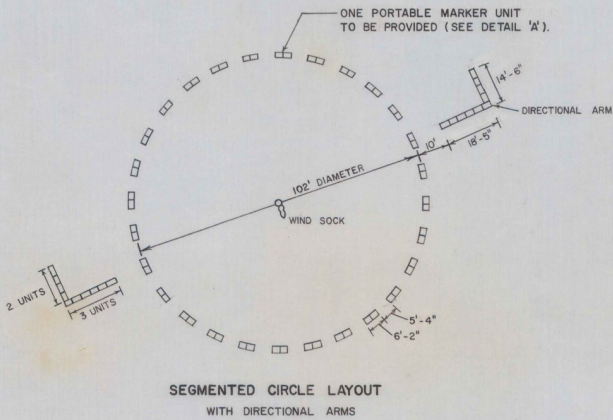 ONE PORTABLE MARKER UNIT
TO BE PROVIDED (SEE DETAIL 'A').
14'-6"
DIRECTIONAL ARM
10'
18'-5"
102' DIAMETER
WIND SOCK
2 UNITS
3 UNITS
5'-4"
6'-2"
SEGMENTED CIRCLE LAYOUT
WITH DIRECTIONAL ARMS